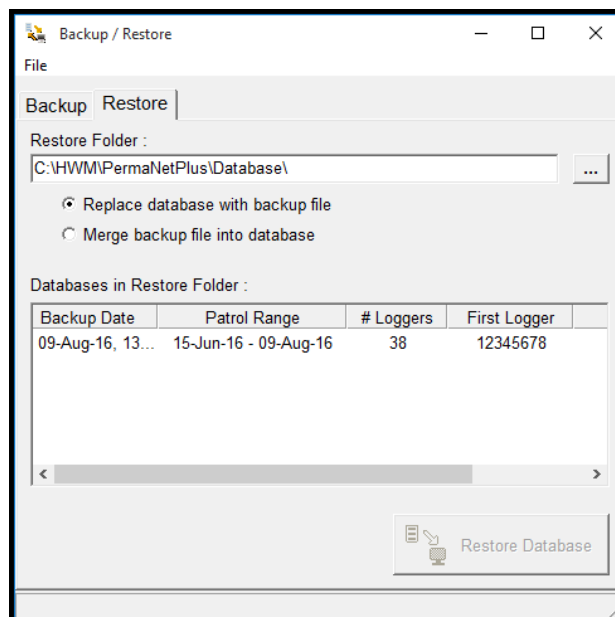 Backup / Restore
File
Backup Restore
Restore Folder :
C:\HWM\PermaNetPlus\Database\ ...
Replace database with backup file
Merge backup file into database
Databases in Restore Folder :
Backup Date Patrol Range # Loggers First Logger
09-Aug-16, 13... 15-Jun-16 - 09-Aug-16 38 12345678
Restore Database